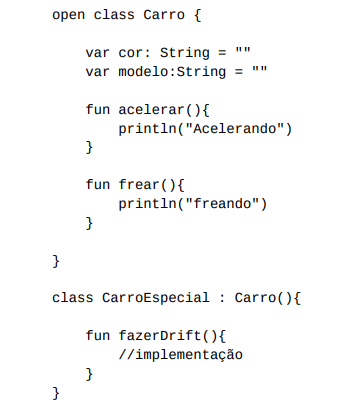 open class Carro {
var cor: String = ""
var modelo:String = ""
fun acelerar(){
println("Acelerando")
}
fun frear(){
println("freando")
}
}
class CarroEspecial : Carro(){
fun fazerDrift(){
//implementação
}
}